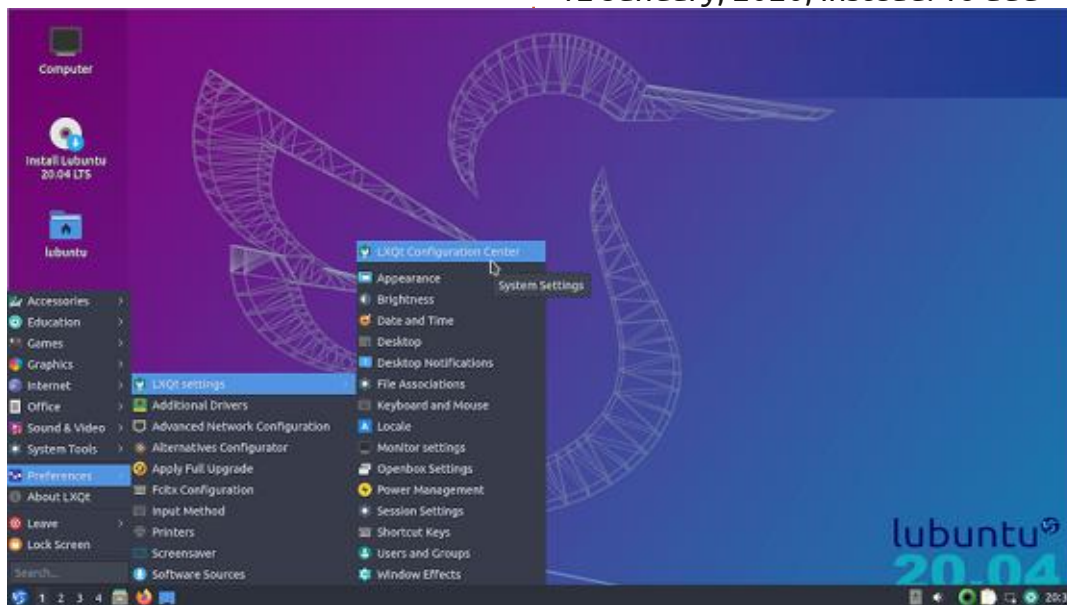 Computer
Install Lubuntu
20.04 LTS
lubuntu
Accessories
Education
Games
Graphics
Internet
Office
Sound & Video
System Tools
Preferences
About LXQt
Leave
Lock Screen
Search...
LXQt settings
Additional Drivers
Advanced Network Configuration
Alternatives Configurator
Apply Full Upgrade
Fcitx Configuration
Input Method
Printers
Screensaver
Software Sources
LXQt Configuration Center
System Settings
Appearance
Brightness
Date and Time
Desktop
Desktop Notifications
File Associations
Keyboard and Mouse
Locale
Monitor settings
Openbox Settings
Power Management
Session Settings
Shortcut Keys
Users and Groups
Window Effects
lubuntu
20.04
1 2 3 4